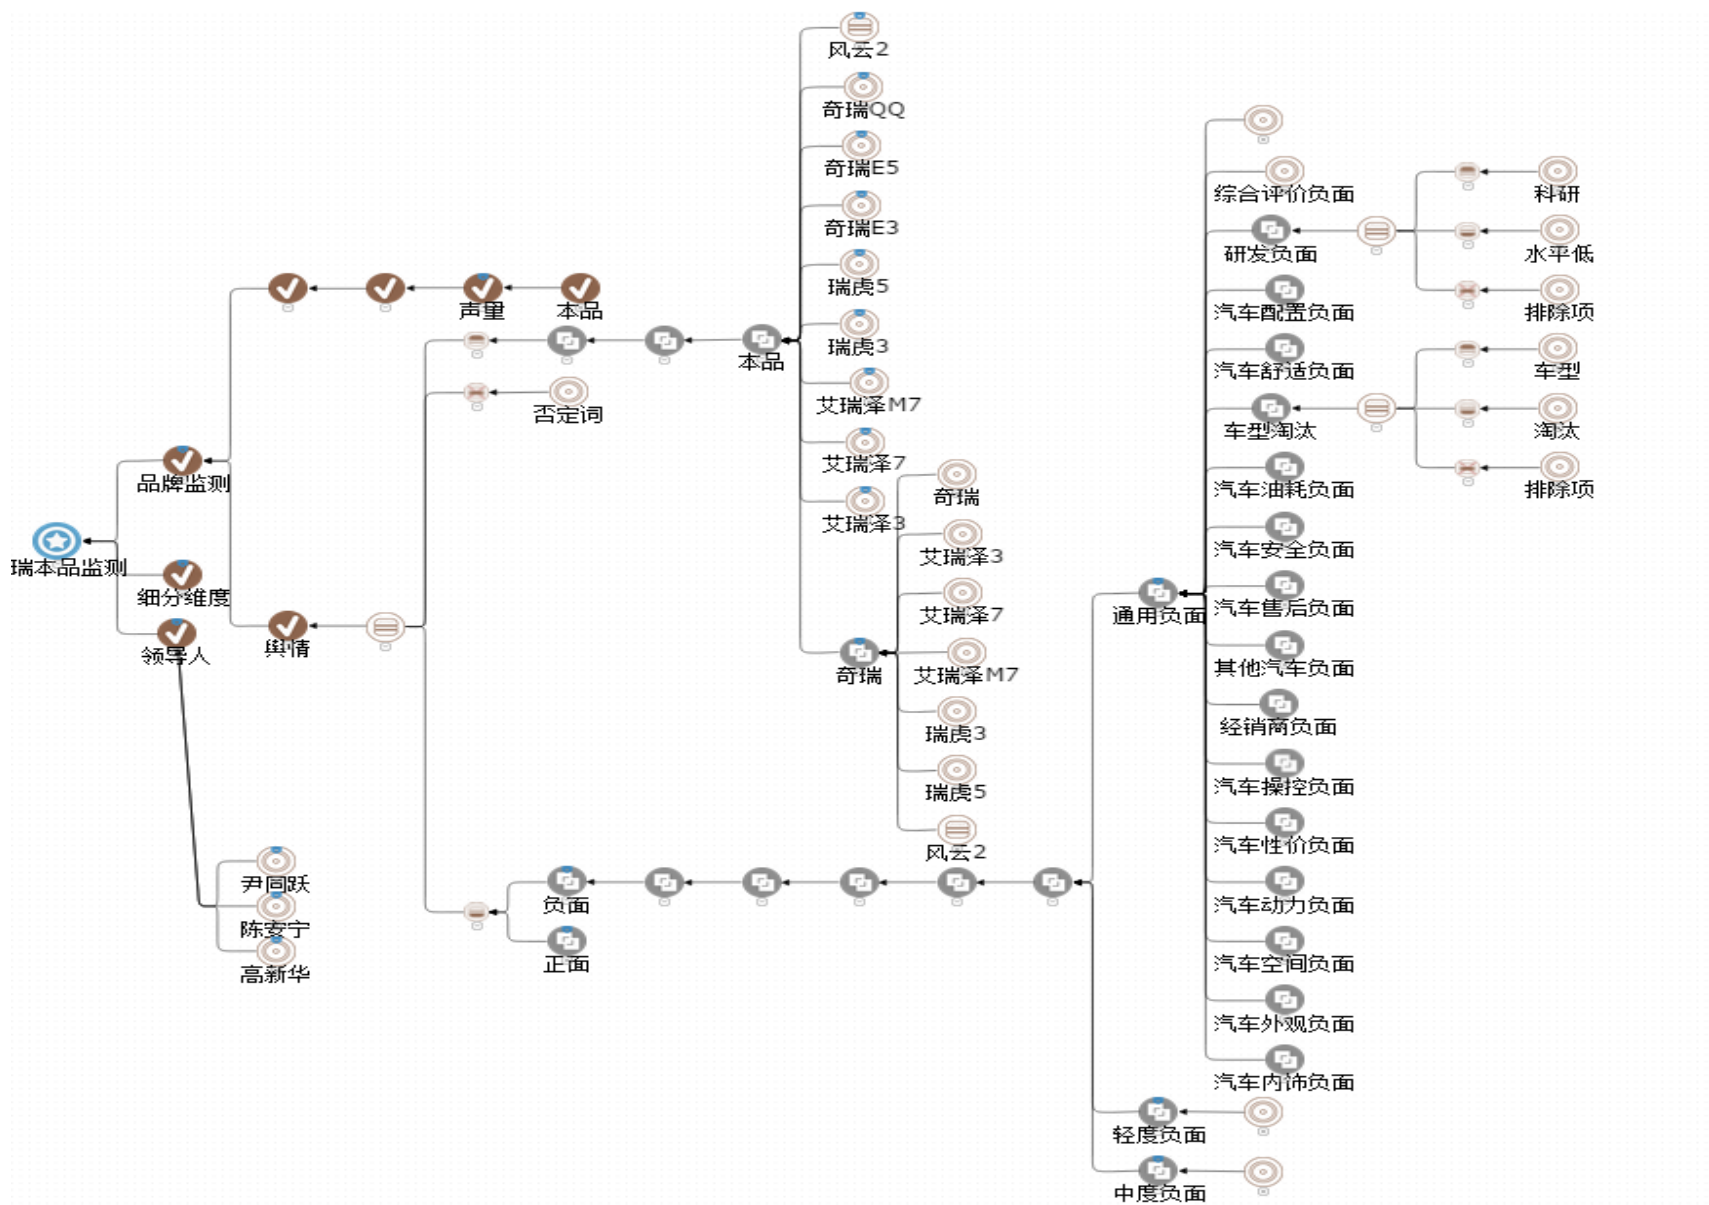 风云2
奇瑞QQ
奇瑞E5
奇瑞E3
瑞虎5
瑞虎3
艾瑞泽M7
艾瑞泽7
艾瑞泽3
奇瑞
奇瑞
艾瑞泽3
艾瑞泽7
艾瑞泽M7
瑞虎3
瑞虎5
风云2
声量
本品
本品
否定词
品牌监测
瑞本品监测
细分维度
领导人
舆情
尹同跃
陈安宁
高新华
负面
正面
通用负面
综合评价负面
研发负面
汽车配置负面
汽车舒适负面
车型淘汰
汽车油耗负面
汽车安全负面
汽车售后负面
其他汽车负面
经销商负面
汽车操控负面
汽车性价负面
汽车动力负面
汽车空间负面
汽车外观负面
汽车内饰负面
科研
水平低
排除项
车型
淘汰
排除项
轻度负面
中度负面